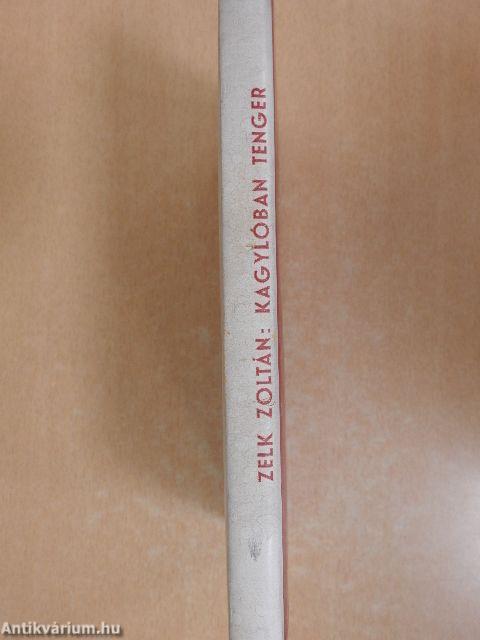 ZELK ZOLTÁN: KAGYLÓBAN TENGER
Antikvárium.hu